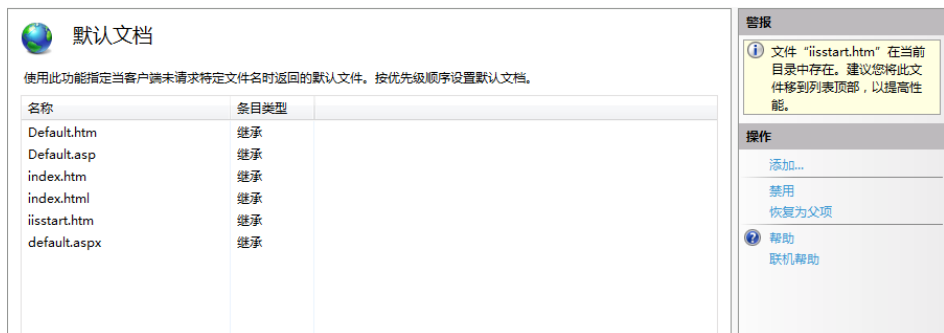 默认文档
使用此功能指定当客户端未请求特定文件名时返回的默认文件。按优先级顺序设置默认文档。
名称 条目类型
Default.htm 继承
Default.asp 继承
index.htm 继承
index.html 继承
iisstart.htm 继承
default.aspx 继承
警报
文件“iisstart.htm”在当前
目录中存在。建议您将此文
件移到列表顶部，以提高性
能。
操作
添加...
禁用
恢复为父项
帮助
联机帮助